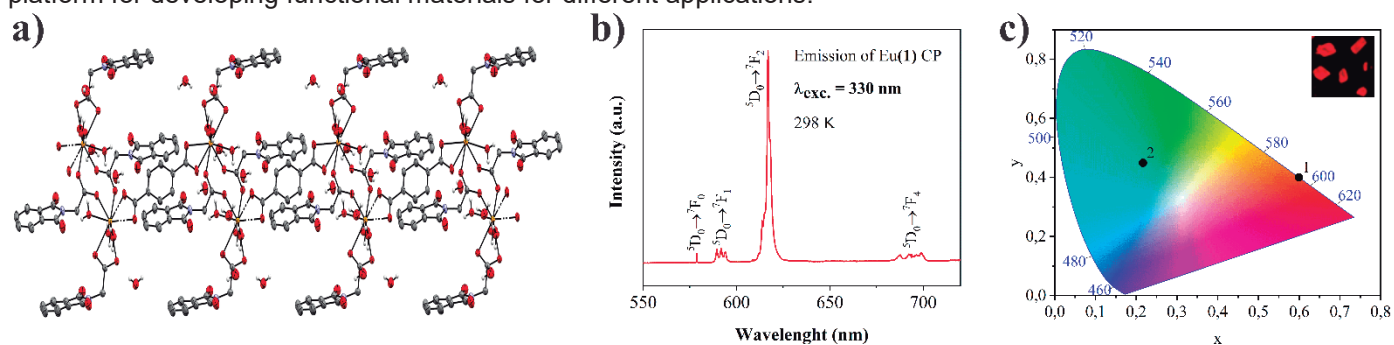 platform for developing functional materials for different applications.
a)
b)
⁵D₀→⁷F₂
Emission of Eu(1) CP
λexc. = 330 nm
298 K
⁵D₀→⁷F₀
⁵D₀→⁷F₁
⁵D₀→⁷F₄
Intensity (a.u.)
550
600
650
700
Wavelenght (nm)
c)
0,8
0,6
0,4
0,2
0,0
y
520
540
560
500
580
2
1
600
620
480
460
0,0
0,1
0,2
0,3
0,4
0,5
0,6
0,7
0,8
x